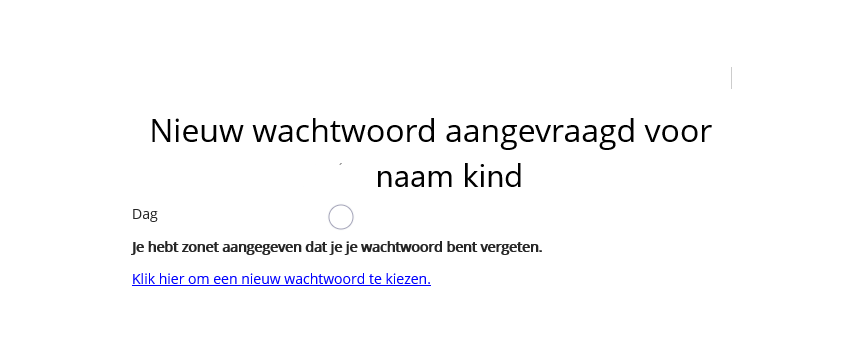 Nieuw wachtwoord aangevraagd voor
naam kind
Dag
Je hebt zonet aangegeven dat je je wachtwoord bent vergeten.
Klik hier om een nieuw wachtwoord te kiezen.